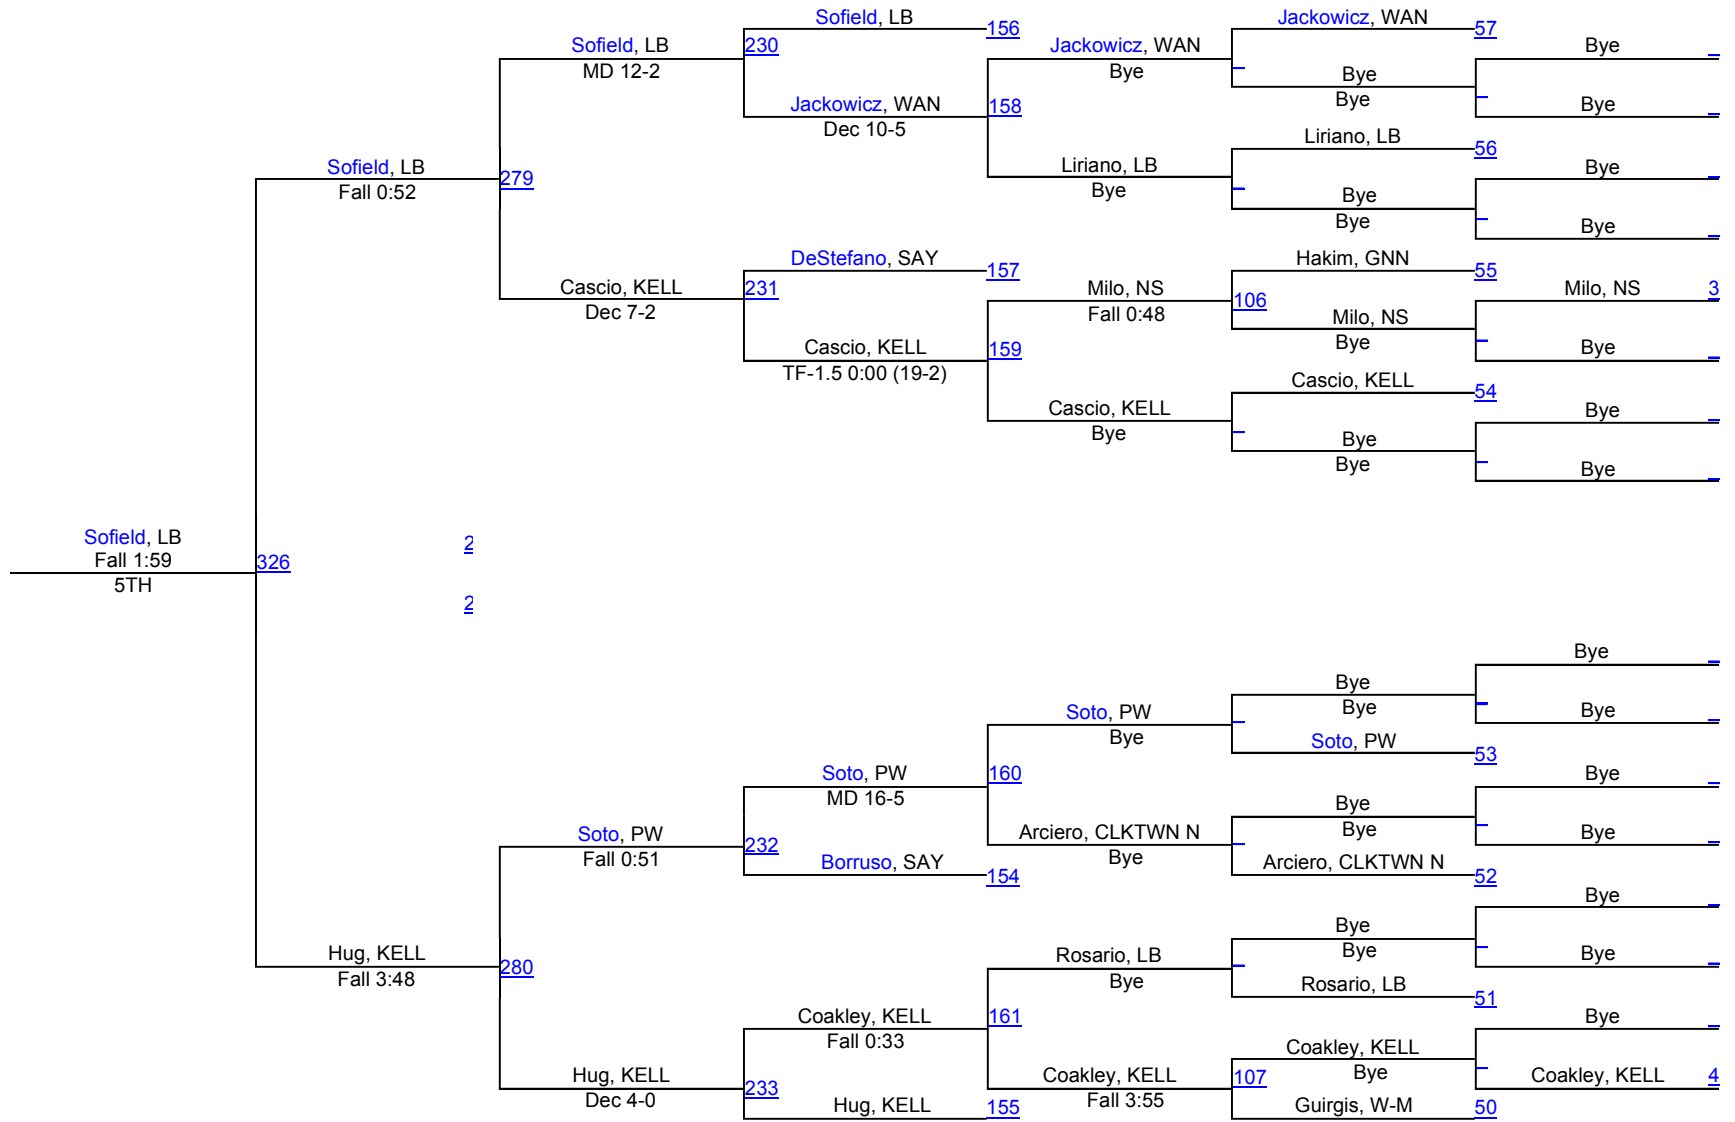 Sofield, LB
156
Jackowicz, WAN
57
Sofield, LB
230
Jackowicz, WAN
Bye
MD 12-2
Bye
Bye
Bye
Jackowicz, WAN
158
Bye
Dec 10-5
Liriano, LB
56
Sofield, LB
279
Liriano, LB
Bye
Fall 0:52
Bye
Bye
Bye
Bye
DeStefano, SAY
157
Hakim, GNN
55
Cascio, KELL
231
Milo, NS
106
Milo, NS
3
Dec 7-2
Fall 0:48
Milo, NS
Bye
Cascio, KELL
159
Bye
TF-1.5 0:00 (19-2)
Cascio, KELL
54
Cascio, KELL
Bye
Bye
Bye
Bye
Bye
Sofield, LB
2
Fall 1:59
326
5TH
2
Bye
Bye
Soto, PW
Bye
Bye
Bye
Soto, PW
53
Soto, PW
160
Bye
MD 16-5
Bye
Soto, PW
232
Arciero, CLKTWN N
Bye
Bye
Fall 0:51
Bye
Borruso, SAY
154
Arciero, CLKTWN N
52
Bye
Bye
Hug, KELL
280
Rosario, LB
Bye
Bye
Fall 3:48
Bye
Rosario, LB
51
Coakley, KELL
161
Bye
Fall 0:33
Coakley, KELL
Hug, KELL
233
Coakley, KELL
107
Bye
Coakley, KELL
4
Dec 4-0
Hug, KELL
155
Fall 3:55
Guirgis, W-M
50